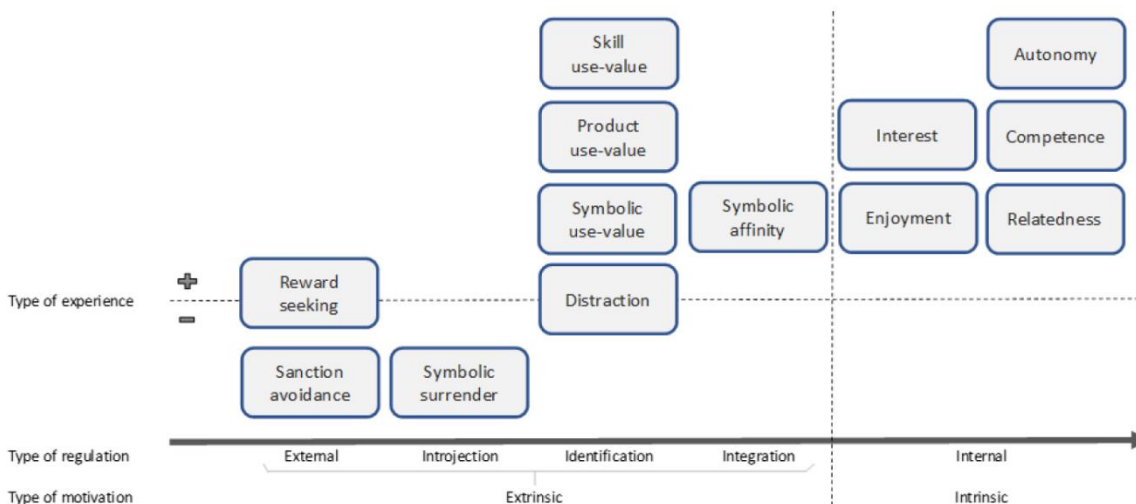 Skill
use-value
Autonomy
Product
use-value
Interest
Competence
Symbolic
use-value
Symbolic
affinity
Enjoyment
Relatedness
Type of experience
+
−
Reward
seeking
Distraction
Sanction
avoidance
Symbolic
surrender
Type of regulation
External
Introjection
Identification
Integration
Internal
Type of motivation
Extrinsic
Intrinsic